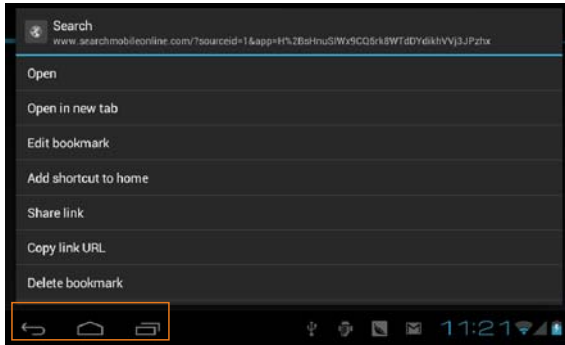 Search
www.searchmobileonline.com/?sourceid=1&app=H%2BsHnuSIWx9CQ5rk8WTdDYdikhVVj3JPzhx
Open
Open in new tab
Edit bookmark
Add shortcut to home
Share link
Copy link URL
Delete bookmark
11:21